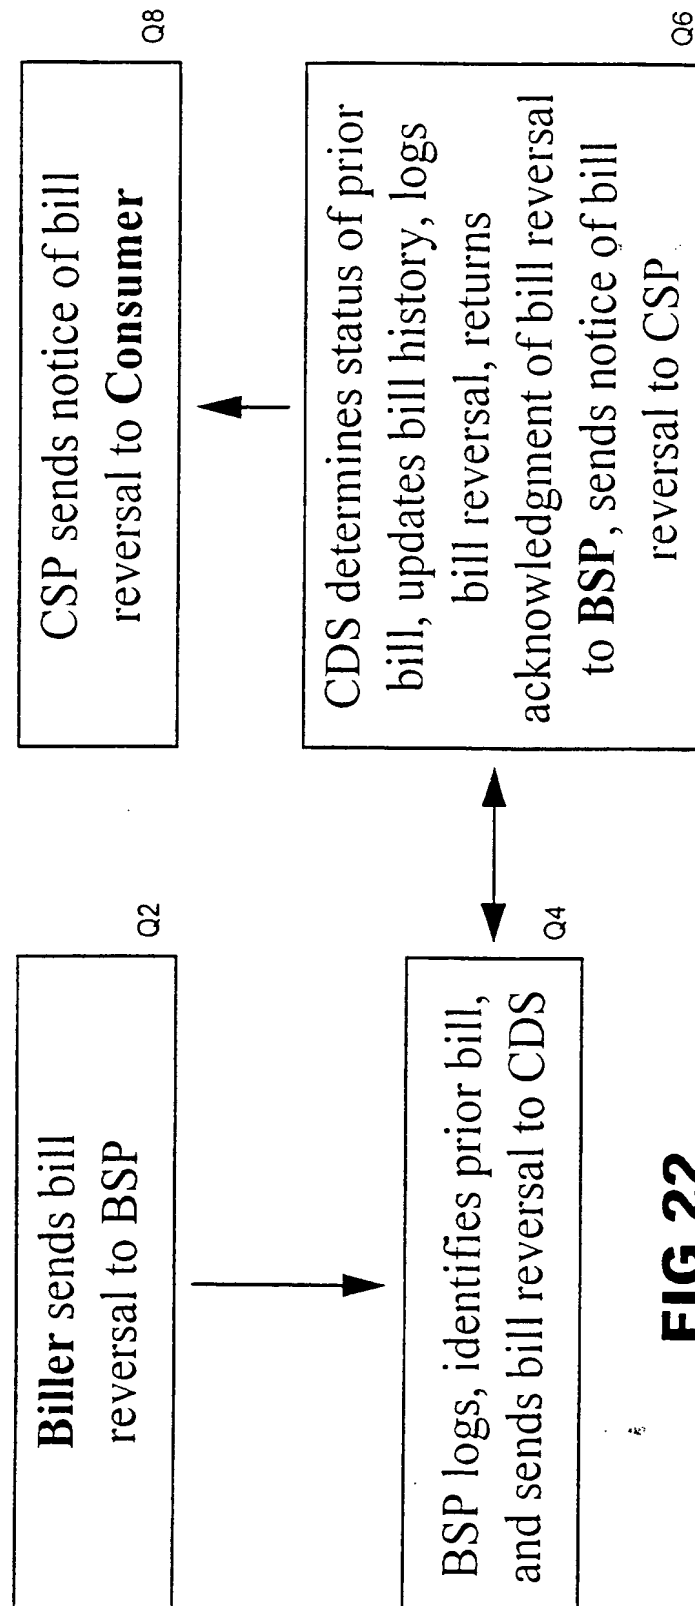 Biller sends bill
reversal to BSP
Q2
BSP logs, identifies prior bill,
and sends bill reversal to CDS
Q4
CDS determines status of prior
bill, updates bill history, logs
bill reversal, returns
acknowledgment of bill reversal
to BSP, sends notice of bill
reversal to CSP
Q6
CSP sends notice of bill
reversal to Consumer
Q8
FIG 22